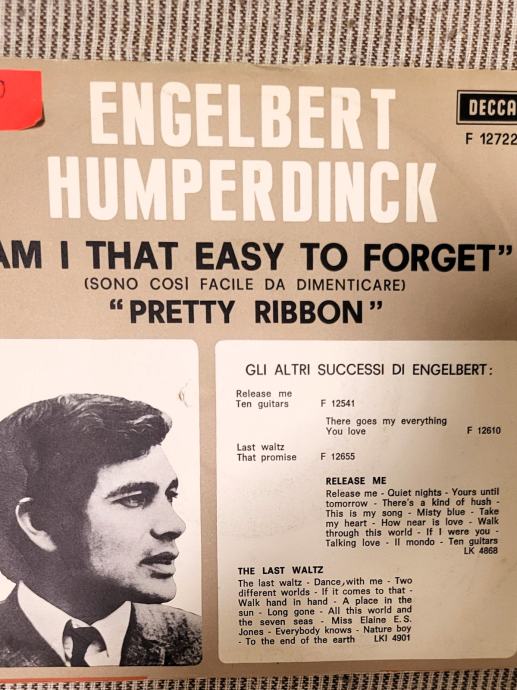 ENGELBERT
HUMPERDINCK
DECCA
F 12722
AM I THAT EASY TO FORGET”
(SONO COSÌ FACILE DA DIMENTICARE)
“PRETTY RIBBON”
GLI ALTRI SUCCESSI DI ENGELBERT:
Release me
Ten guitars F 12541
There goes my everything
You love F 12610
Last waltz
That promise F 12655
RELEASE ME
Release me - Quiet nights - Yours until
tomorrow - There's a kind of hush -
This is my song - Misty blue - Take
my heart - How near is love - Walk
through this world - If I were you -
Talking love - Il mondo - Ten guitars
LK 4868
THE LAST WALTZ
The last waltz - Dance, with me - Two
different worlds - If it comes to that -
Walk hand in hand - A place in the
sun - Long gone - All this world and
the seven seas - Miss Elaine E.S.
Jones - Everybody knows - Nature boy
- To the end of the earth LKI 4901